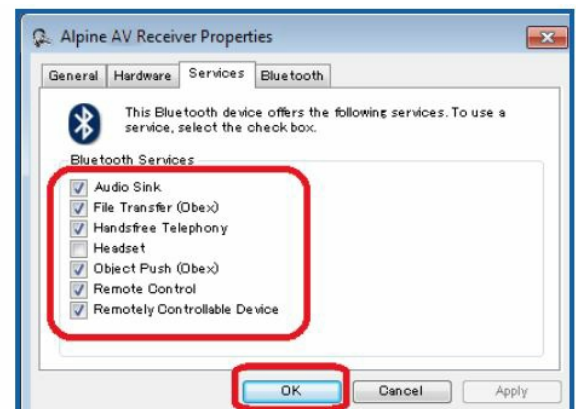 Alpine AV Receiver Properties
General Hardware Services Bluetooth
This Bluetooth device offers the following services. To use a
service, select the check box.
Bluetooth Services
Audio Sink
File Transfer (Obex)
Handsfree Telephony
Headset
Object Push (Obex)
Remote Control
Remotely Controllable Device
OK Cancel Apply